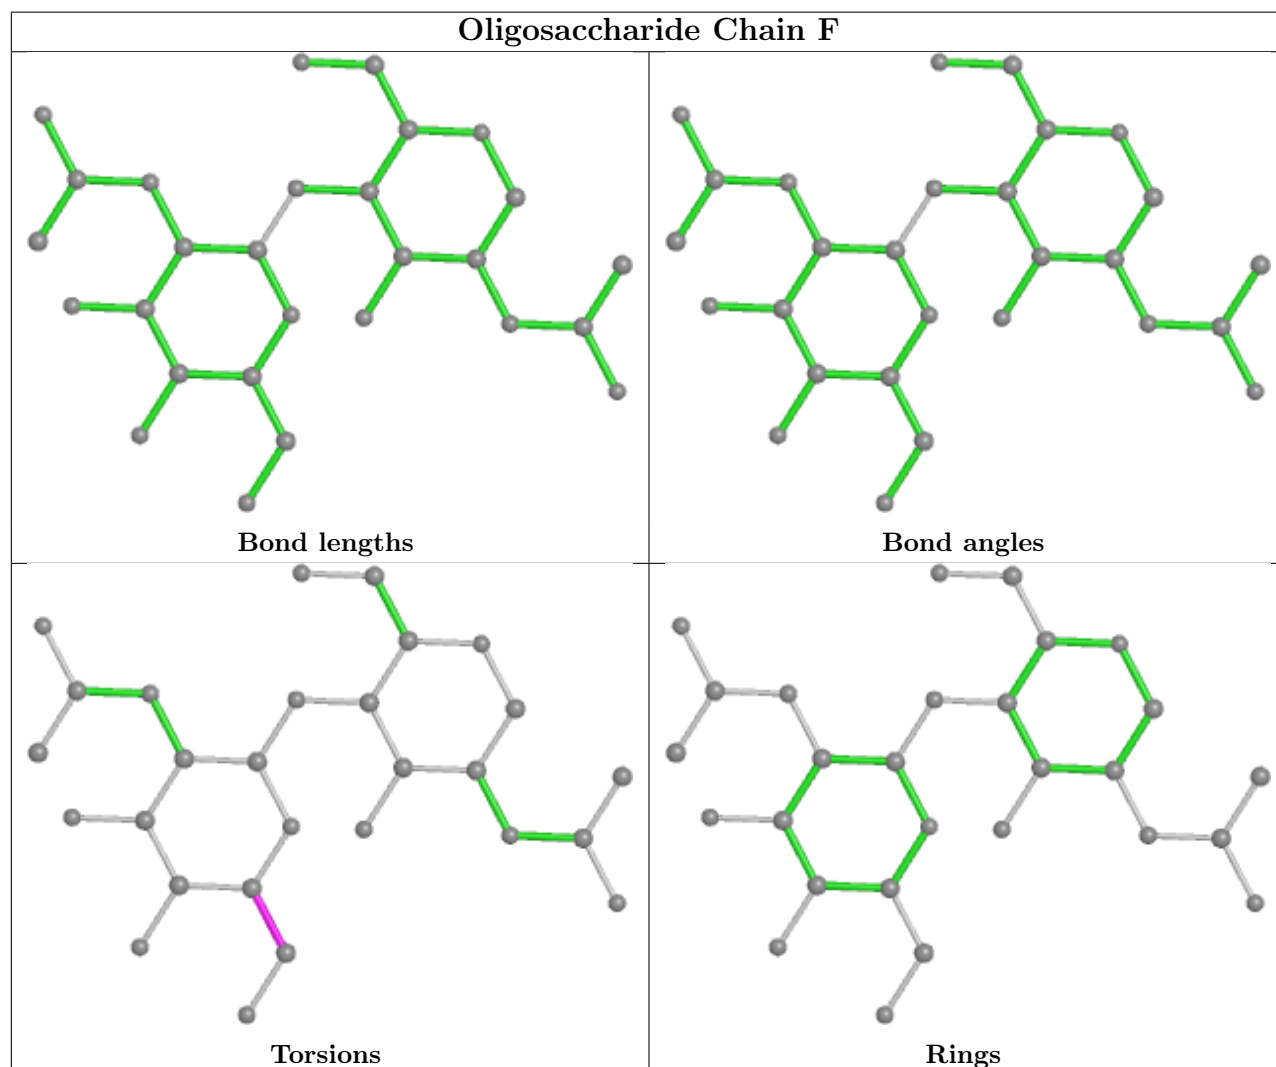 Oligosaccharide Chain F
Bond lengths
Bond angles
Torsions
Rings